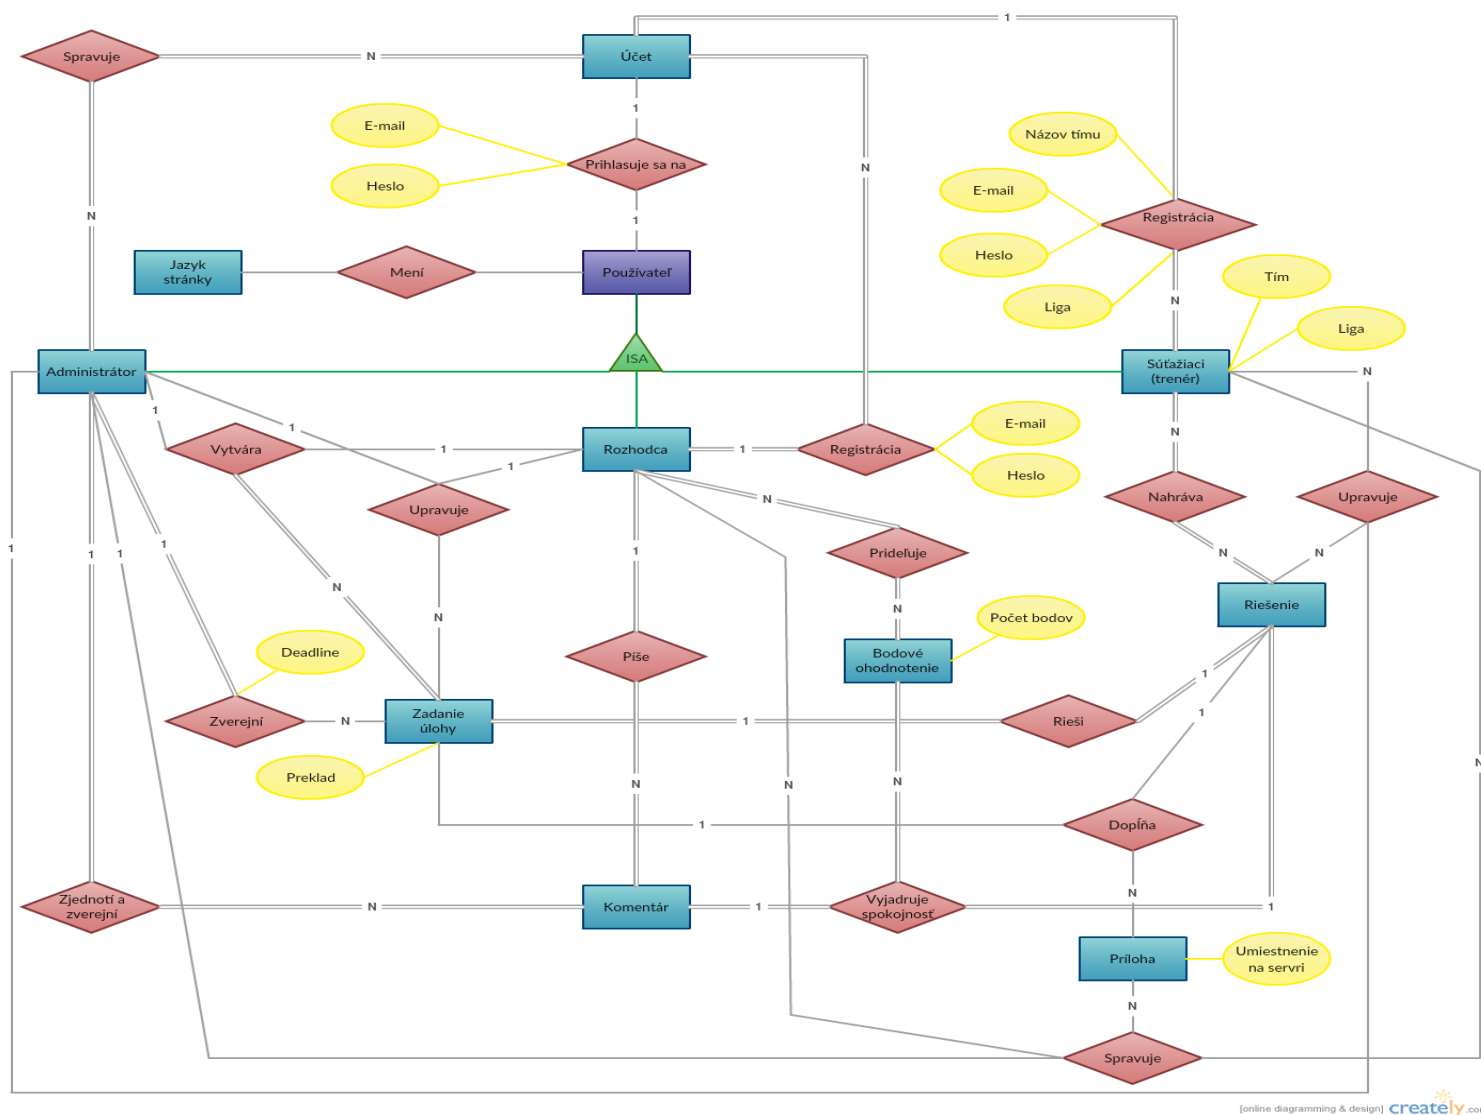 1
Spravuje
N
Účet
1
E-mail
Názov tímu
Prihlasuje sa na
N
Heslo
E-mail
N
1
Registrácia
Heslo
Jazyk
stránky
Mení
Používateľ
Tím
N
Liga
Liga
ISA
Administrátor
Súťažiaci
(trenér)
N
1
E-mail
1
N
Vytvára
1
Rozhodca
1
Registrácia
1
Heslo
N
Nahráva
Upravuje
Upravuje
1
1
1
1
1
Prideľuje
N
N
N
N
Riešenie
N
Počet bodov
Deadline
Píše
Bodové
ohodnotenie
1
Zverejní
N
Zadanie
úlohy
1
Rieši
1
N
Preklad
N
N
N
1
Dopĺňa
N
Zjednotí a
zverejní
N
Komentár
1
Vyjadruje
spokojnosť
1
Príloha
Umiestnenie
na servri
N
Spravuje
[online diagramming & design] creately.com